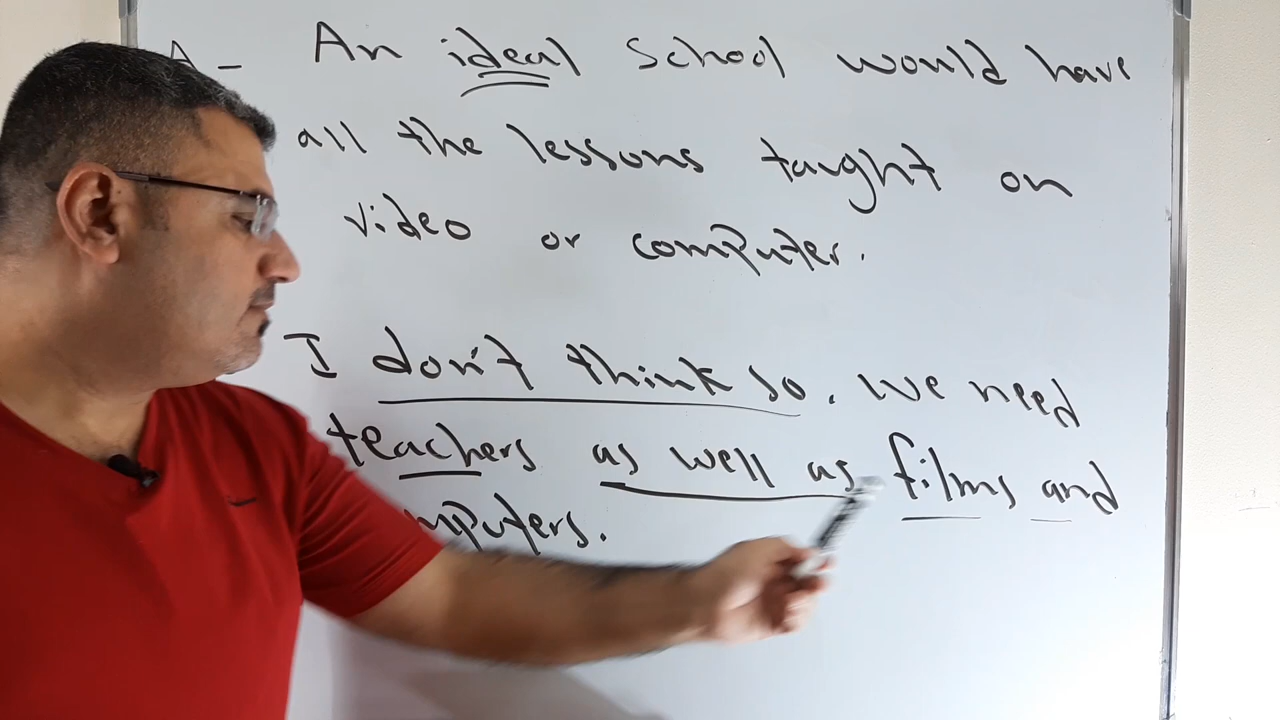 A- An ideal school would have
all the lessons taught on
video or computer.
I don't think so. We need
teachers as well as films and
mputers.